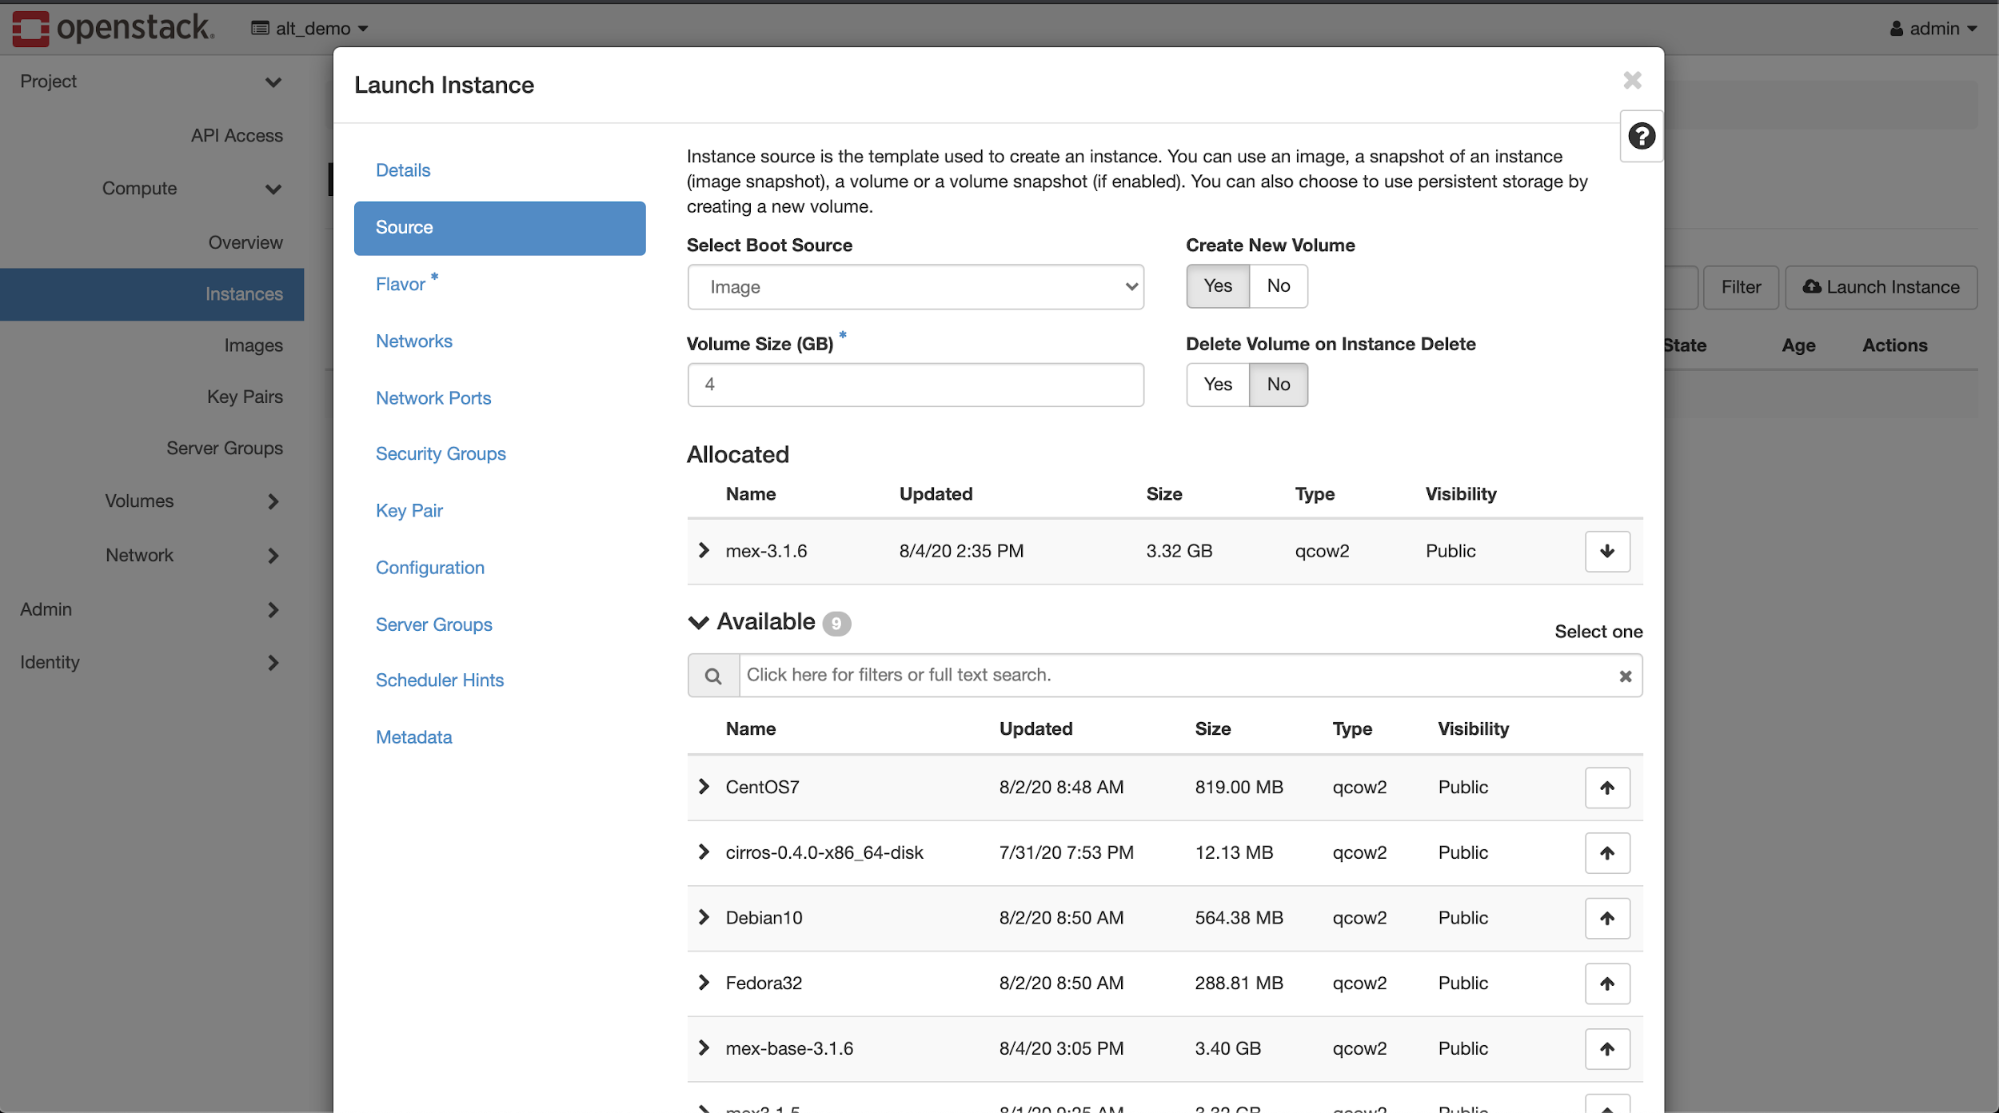 openstack.
alt_demo
admin
Project
API Access
Compute
Overview
Instances
Images
Key Pairs
Server Groups
Volumes
Network
Admin
Identity
Filter
Launch Instance
State Age Actions
Launch Instance
Details
Source
Flavor *
Networks
Network Ports
Security Groups
Key Pair
Configuration
Server Groups
Scheduler Hints
Metadata
Instance source is the template used to create an instance. You can use an image, a snapshot of an instance
(image snapshot), a volume or a volume snapshot (if enabled). You can also choose to use persistent storage by
creating a new volume.
Select Boot Source
Image
Create New Volume
Yes No
Volume Size (GB) *
4
Delete Volume on Instance Delete
Yes No
Allocated
Name Updated Size Type Visibility
mex-3.1.6 8/4/20 2:35 PM 3.32 GB qcow2 Public
Available 9
Select one
Click here for filters or full text search.
Name Updated Size Type Visibility
CentOS7 8/2/20 8:48 AM 819.00 MB qcow2 Public
cirros-0.4.0-x86_64-disk 7/31/20 7:53 PM 12.13 MB qcow2 Public
Debian10 8/2/20 8:50 AM 564.38 MB qcow2 Public
Fedora32 8/2/20 8:50 AM 288.81 MB qcow2 Public
mex-base-3.1.6 8/4/20 3:05 PM 3.40 GB qcow2 Public
qcow2 Public